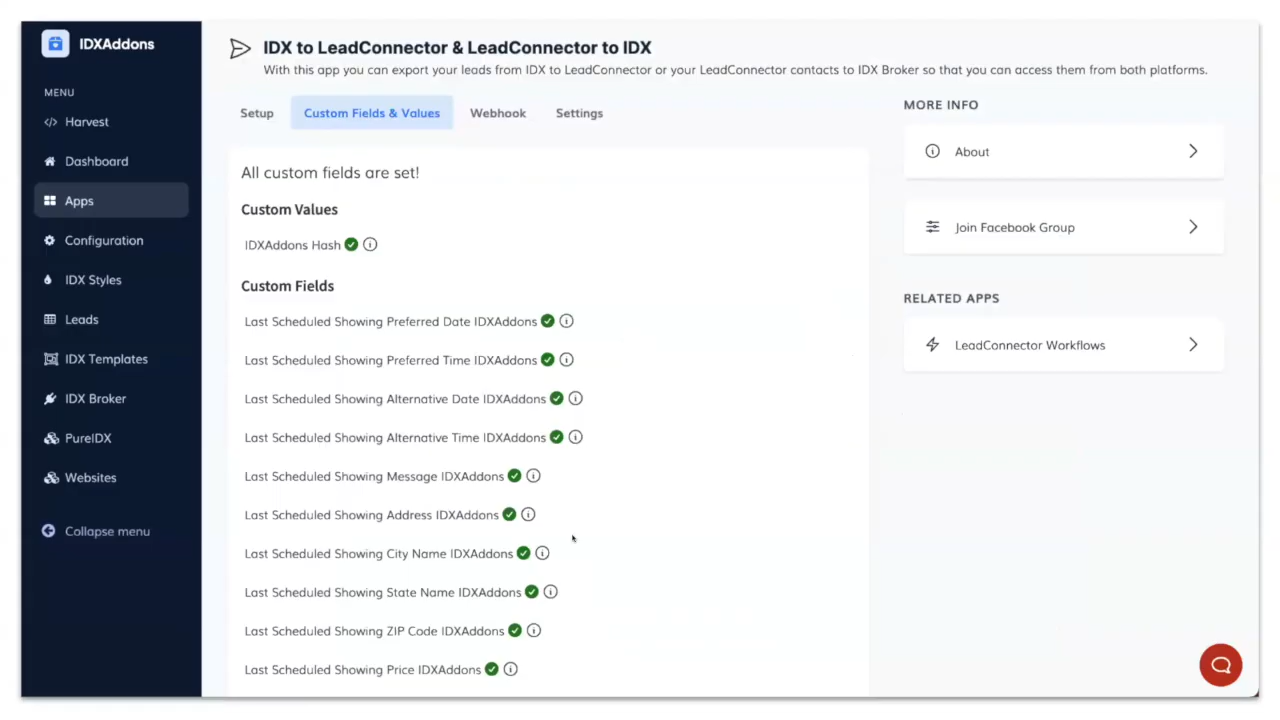 IDXAddons
MENU
Harvest
Dashboard
Apps
Configuration
IDX Styles
Leads
IDX Templates
IDX Broker
PureIDX
Websites
Collapse menu
IDX to LeadConnector & LeadConnector to IDX
With this app you can export your leads from IDX to LeadConnector or your LeadConnector contacts to IDX Broker so that you can access them from both platforms.
Setup
Custom Fields & Values
Webhook
Settings
All custom fields are set!
Custom Values
IDXAddons Hash
Custom Fields
Last Scheduled Showing Preferred Date IDXAddons
Last Scheduled Showing Preferred Time IDXAddons
Last Scheduled Showing Alternative Date IDXAddons
Last Scheduled Showing Alternative Time IDXAddons
Last Scheduled Showing Message IDXAddons
Last Scheduled Showing Address IDXAddons
Last Scheduled Showing City Name IDXAddons
Last Scheduled Showing State Name IDXAddons
Last Scheduled Showing ZIP Code IDXAddons
Last Scheduled Showing Price IDXAddons
MORE INFO
About
Join Facebook Group
RELATED APPS
LeadConnector Workflows